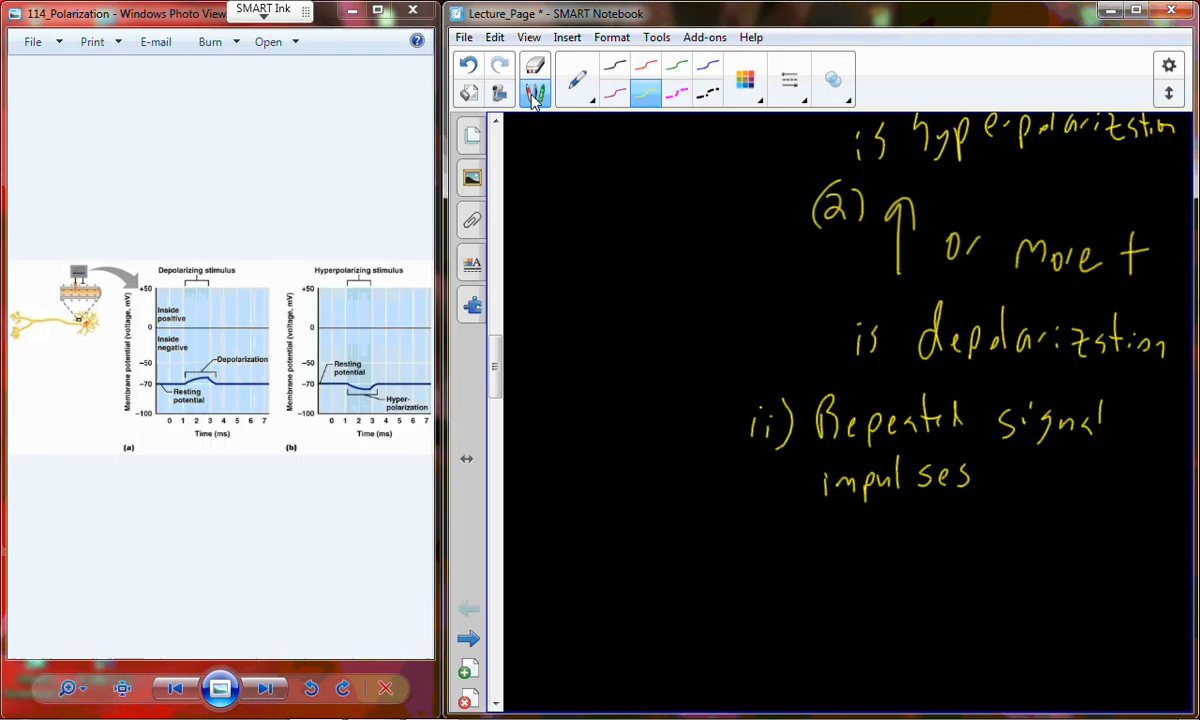 114_Polarization - Windows Photo View
SMART Ink
File Print E-mail Burn Open
Depolarizing stimulus
Membrane potential (voltage, mV)
+50
Inside
positive
0
Inside
negative
-50
Depolarization
-70
Resting
potential
-100
0 1 2 3 4 5 6 7
Time (ms)
(a)
Hyperpolarizing stimulus
Membrane potential (voltage, mV)
+50
0
-50
Resting
potential
-70
Hyper-
polarization
-100
0 1 2 3 4 5 6 7
Time (ms)
(b)
Lecture_Page * - SMART Notebook
File Edit View Insert Format Tools Add-ons Help
is hyperpolarization
(2) ↑ or more +
is depolarization
ii) Repeated signal
impulses